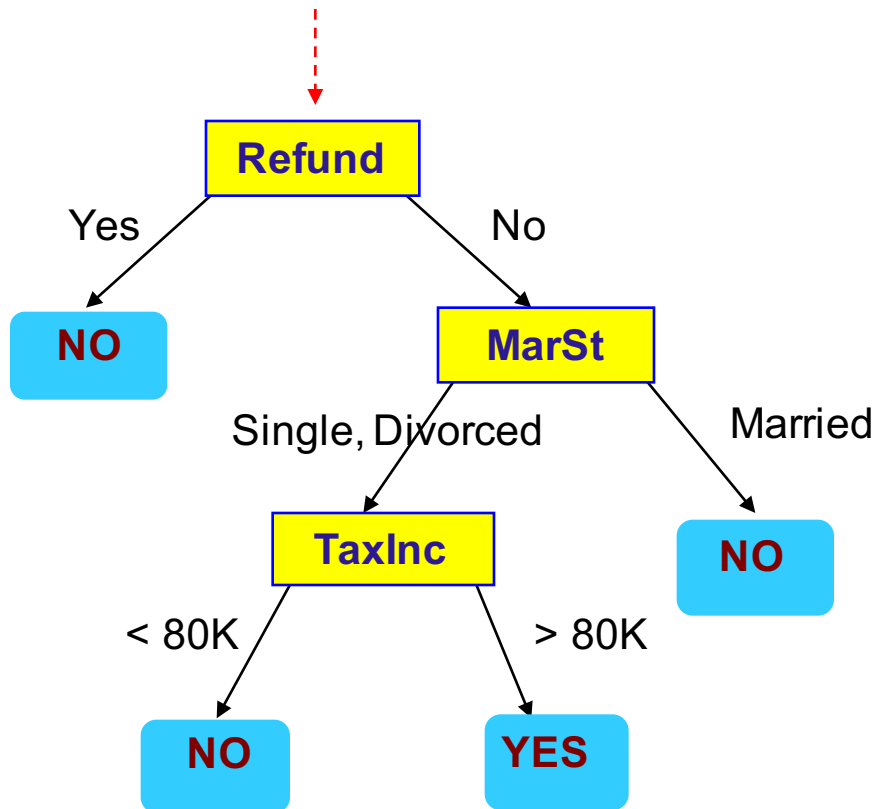 Refund
Yes
No
NO
MarSt
Single, Divorced
Married
TaxInc
NO
< 80K
> 80K
NO
YES